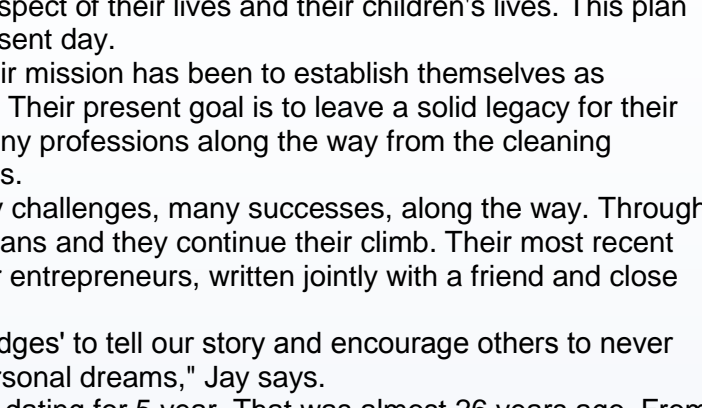 spect of their lives and their children's lives. This plan
sent day.
ir mission has been to establish themselves as
Their present goal is to leave a solid legacy for their
ny professions along the way from the cleaning
s.
y challenges, many successes, along the way. Through
ans and they continue their climb. Their most recent
r entrepreneurs, written jointly with a friend and close
dges' to tell our story and encourage others to never
rsonal dreams," Jay says.
dating for 5 year. That was almost 26 years ago. From